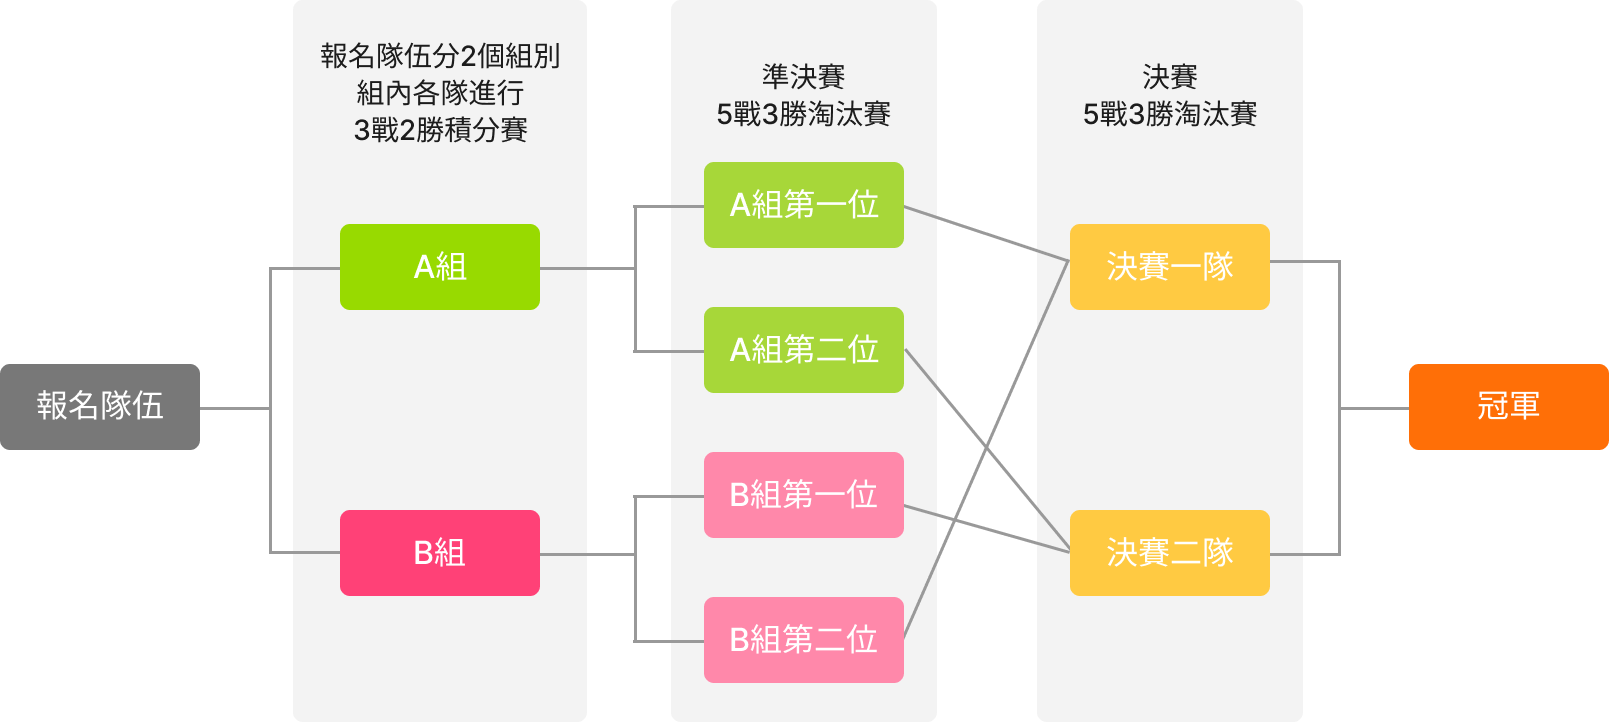 報名隊伍分2個組別
組內各隊進行
3戰2勝積分賽
準決賽
5戰3勝淘汰賽
決賽
5戰3勝淘汰賽
報名隊伍
A組
B組
A組第一位
A組第二位
B組第一位
B組第二位
決賽一隊
決賽二隊
冠軍